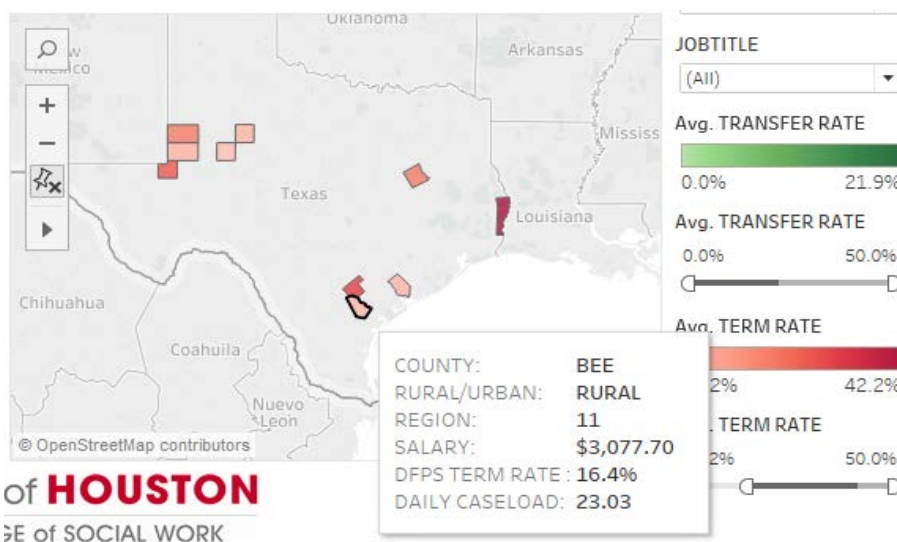 Oklahoma
w
Mexico
Arkansas
Mississ
Texas
Louisiana
Chihuahua
Coahuila
Nuevo
Leon
© OpenStreetMap contributors
of HOUSTON
GE of SOCIAL WORK
COUNTY: BEE
RURAL/URBAN: RURAL
REGION: 11
SALARY: $3,077.70
DFPS TERM RATE : 16.4%
DAILY CASELOAD: 23.03
JOBTITLE
(All)
Avg. TRANSFER RATE
0.0% 21.9%
Avg. TRANSFER RATE
0.0% 50.0%
Avg. TERM RATE
2% 42.2%
. TERM RATE
2% 50.0%